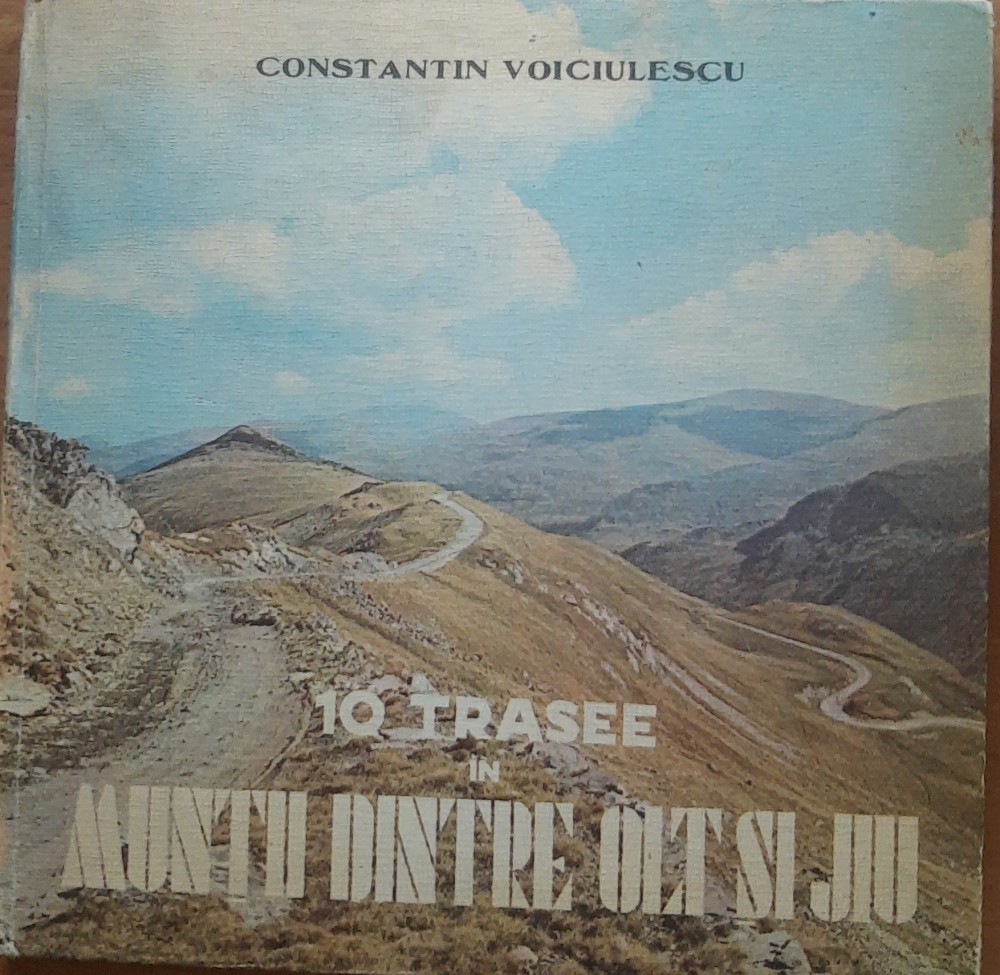 CONSTANTIN VOICIULESCU
10 TRASEE
ÎN
MUNȚII DINTRE OLT ȘI JIU